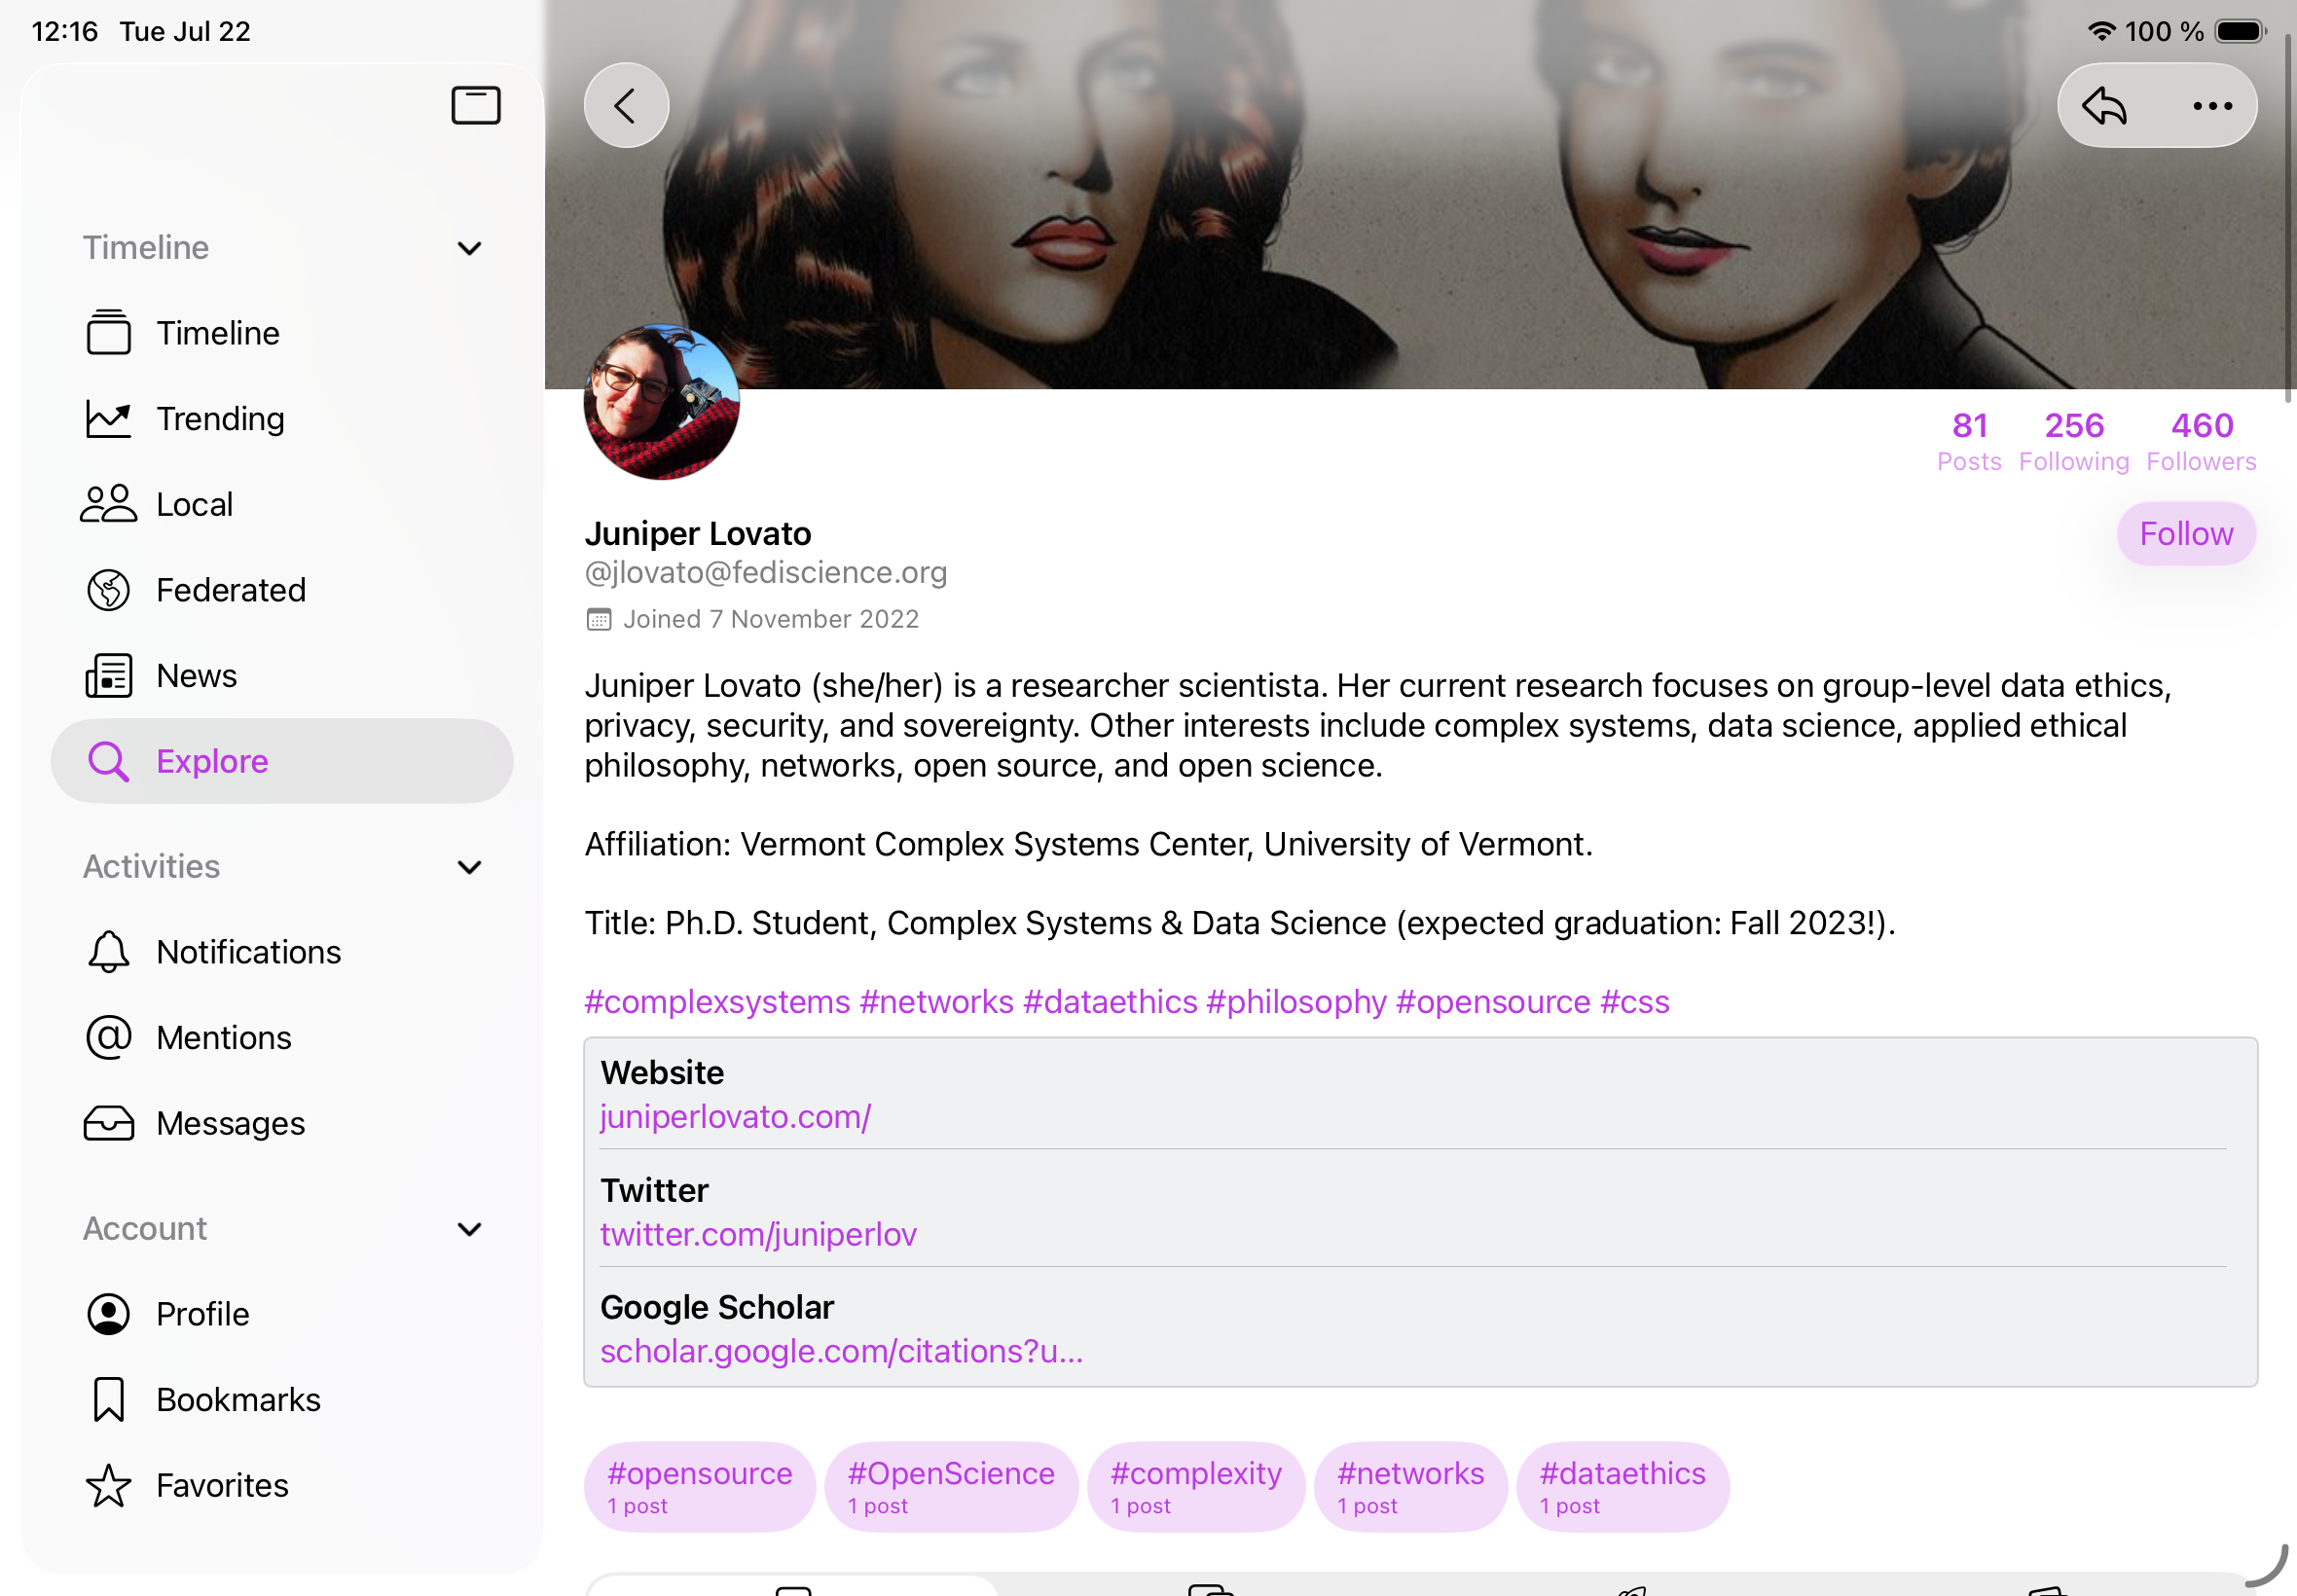 12:16 Tue Jul 22
100 %
Timeline
Timeline
Trending
Local
Federated
News
Explore
Activities
Notifications
Mentions
Messages
Account
Profile
Bookmarks
Favorites
81 256 460
Posts Following Followers
Follow
Juniper Lovato
@jlovato@fediscience.org
Joined 7 November 2022
Juniper Lovato (she/her) is a researcher scientista. Her current research focuses on group-level data ethics,
privacy, security, and sovereignty. Other interests include complex systems, data science, applied ethical
philosophy, networks, open source, and open science.
Affiliation: Vermont Complex Systems Center, University of Vermont.
Title: Ph.D. Student, Complex Systems & Data Science (expected graduation: Fall 2023!).
#complexsystems #networks #dataethics #philosophy #opensource #css
Website
juniperlovato.com/
Twitter
twitter.com/juniperlov
Google Scholar
scholar.google.com/citations?u...
#opensource #OpenScience #complexity #networks #dataethics
1 post 1 post 1 post 1 post 1 post